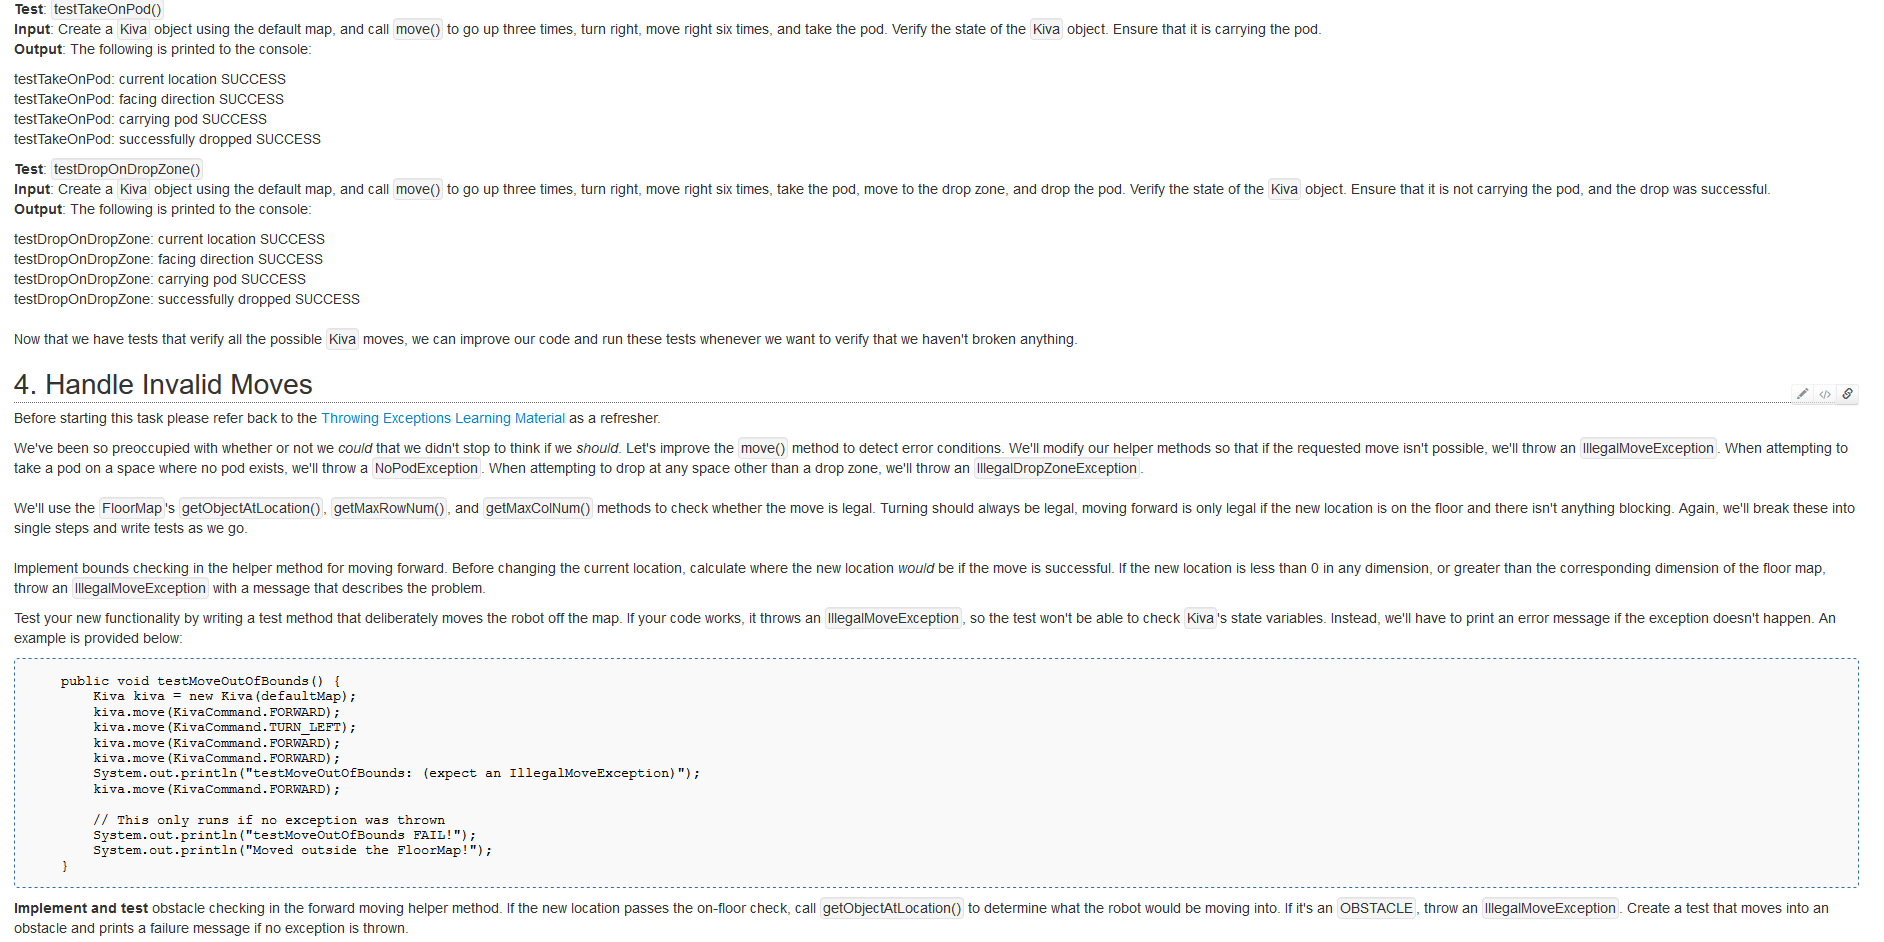 Test: testTakeOnPod()
Input: Create a Kiva object using the default map, and call move() to go up three times, turn right, move right six times, and take the pod. Verify the state of the Kiva object. Ensure that it is carrying the pod.
Output: The following is printed to the console:
testTakeOnPod: current location SUCCESS
testTakeOnPod: facing direction SUCCESS
testTakeOnPod: carrying pod SUCCESS
testTakeOnPod: successfully dropped SUCCESS
Test: testDropOnDropZone()
Input: Create a Kiva object using the default map, and call move() to go up three times, turn right, move right six times, take the pod, move to the drop zone, and drop the pod. Verify the state of the Kiva object. Ensure that it is not carrying the pod, and the drop was successful.
Output: The following is printed to the console:
testDropOnDropZone: current location SUCCESS
testDropOnDropZone: facing direction SUCCESS
testDropOnDropZone: carrying pod SUCCESS
testDropOnDropZone: successfully dropped SUCCESS
Now that we have tests that verify all the possible Kiva moves, we can improve our code and run these tests whenever we want to verify that we haven't broken anything.
4. Handle Invalid Moves
Before starting this task please refer back to the Throwing Exceptions Learning Material as a refresher.
We've been so preoccupied with whether or not we could that we didn't stop to think if we should. Let's improve the move() method to detect error conditions. We'll modify our helper methods so that if the requested move isn't possible, we'll throw an IllegalMoveException. When attempting to
take a pod on a space where no pod exists, we'll throw a NoPodException. When attempting to drop at any space other than a drop zone, we'll throw an IllegalDropZoneException.
We'll use the FloorMap's getObjectAtLocation(), getMaxRowNum(), and getMaxColNum() methods to check whether the move is legal. Turning should always be legal, moving forward is only legal if the new location is on the floor and there isn't anything blocking. Again, we'll break these into
single steps and write tests as we go.
Implement bounds checking in the helper method for moving forward. Before changing the current location, calculate where the new location would be if the move is successful. If the new location is less than 0 in any dimension, or greater than the corresponding dimension of the floor map,
throw an IllegalMoveException with a message that describes the problem.
Test your new functionality by writing a test method that deliberately moves the robot off the map. If your code works, it throws an IllegalMoveException, so the test won't be able to check Kiva's state variables. Instead, we'll have to print an error message if the exception doesn't happen. An
example is provided below:
public void testMoveOutOfBounds() {
Kiva kiva = new Kiva(defaultMap);
kiva.move(KivaCommand.FORWARD);
kiva.move(KivaCommand.TURN_LEFT);
kiva.move(KivaCommand.FORWARD);
kiva.move(KivaCommand.FORWARD);
System.out.println("testMoveOutOfBounds: (expect an IllegalMoveException)");
kiva.move(KivaCommand.FORWARD);
// This only runs if no exception was thrown
System.out.println("testMoveOutOfBounds FAIL!");
System.out.println("Moved outside the FloorMap!");
}
Implement and test obstacle checking in the forward moving helper method. If the new location passes the on-floor check, call getObjectAtLocation() to determine what the robot would be moving into. If it's an OBSTACLE, throw an IllegalMoveException. Create a test that moves into an
obstacle and prints a failure message if no exception is thrown.